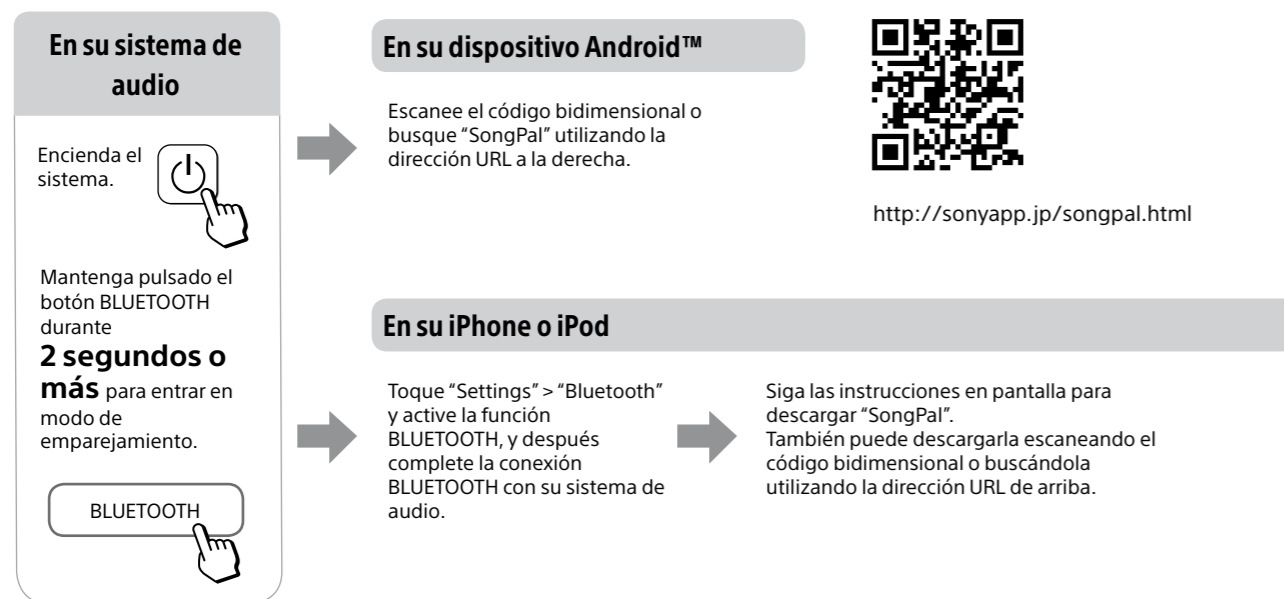 En su sistema de
audio
Encienda el
sistema.
Mantenga pulsado el
botón BLUETOOTH
durante
2 segundos o
más para entrar en
modo de
emparejamiento.
BLUETOOTH
En su dispositivo Android™
Escanee el código bidimensional o
busque “SongPal” utilizando la
dirección URL a la derecha.
http://sonyapp.jp/songpal.html
En su iPhone o iPod
Toque “Settings” > “Bluetooth”
y active la función
BLUETOOTH, y después
complete la conexión
BLUETOOTH con su sistema de
audio.
Siga las instrucciones en pantalla para
descargar “SongPal”.
También puede descargarla escaneando el
código bidimensional o buscándola
utilizando la dirección URL de arriba.